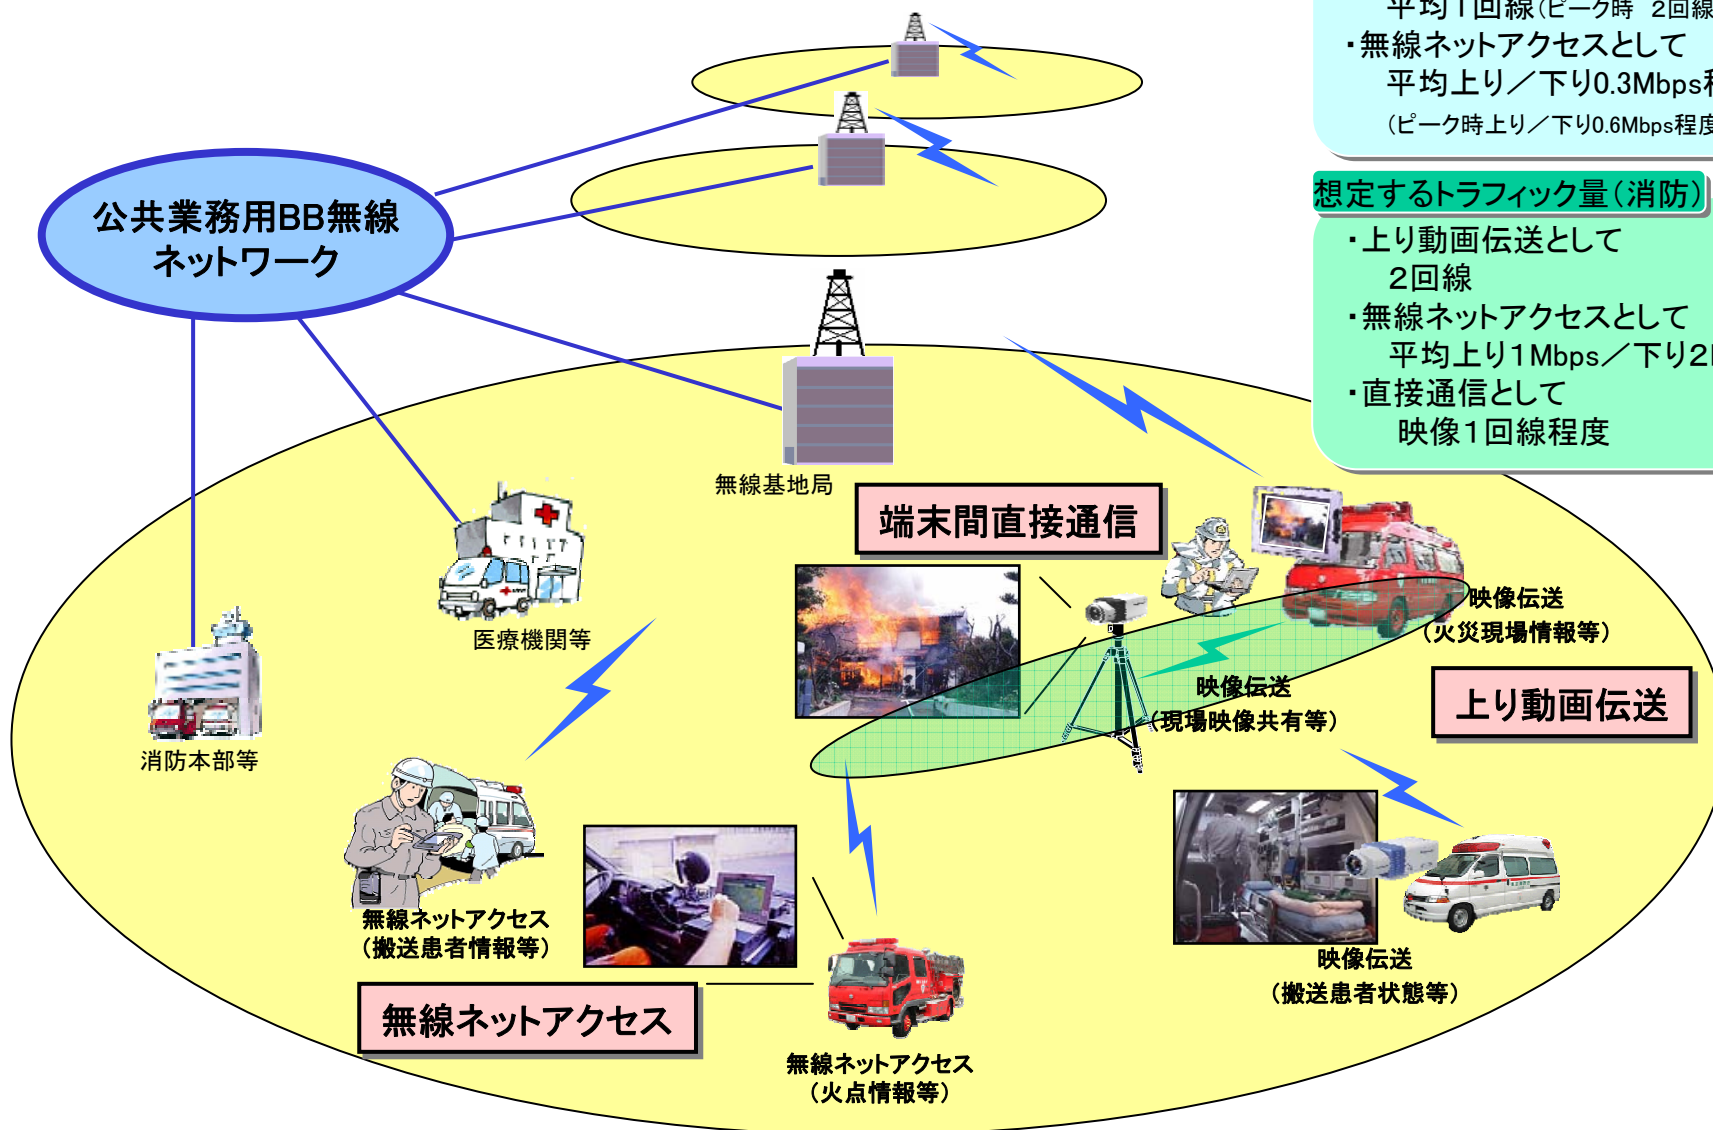 平均1回線(ピーク時 2回線
・無線ネットアクセスとして
平均上り／下り0.3Mbps程
(ピーク時上り／下り0.6Mbps程度
想定するトラフィック量(消防)
・上り動画伝送として
2回線
・無線ネットアクセスとして
平均上り1Mbps／下り2
・直接通信として
映像1回線程度
公共業務用BB無線
ネットワーク
無線基地局
端末間直接通信
医療機関等
映像伝送
(火災現場情報等)
映像伝送
(現場映像共有等)
上り動画伝送
消防本部等
無線ネットアクセス
(搬送患者情報等)
映像伝送
(搬送患者状態等)
無線ネットアクセス
無線ネットアクセス
(火点情報等)